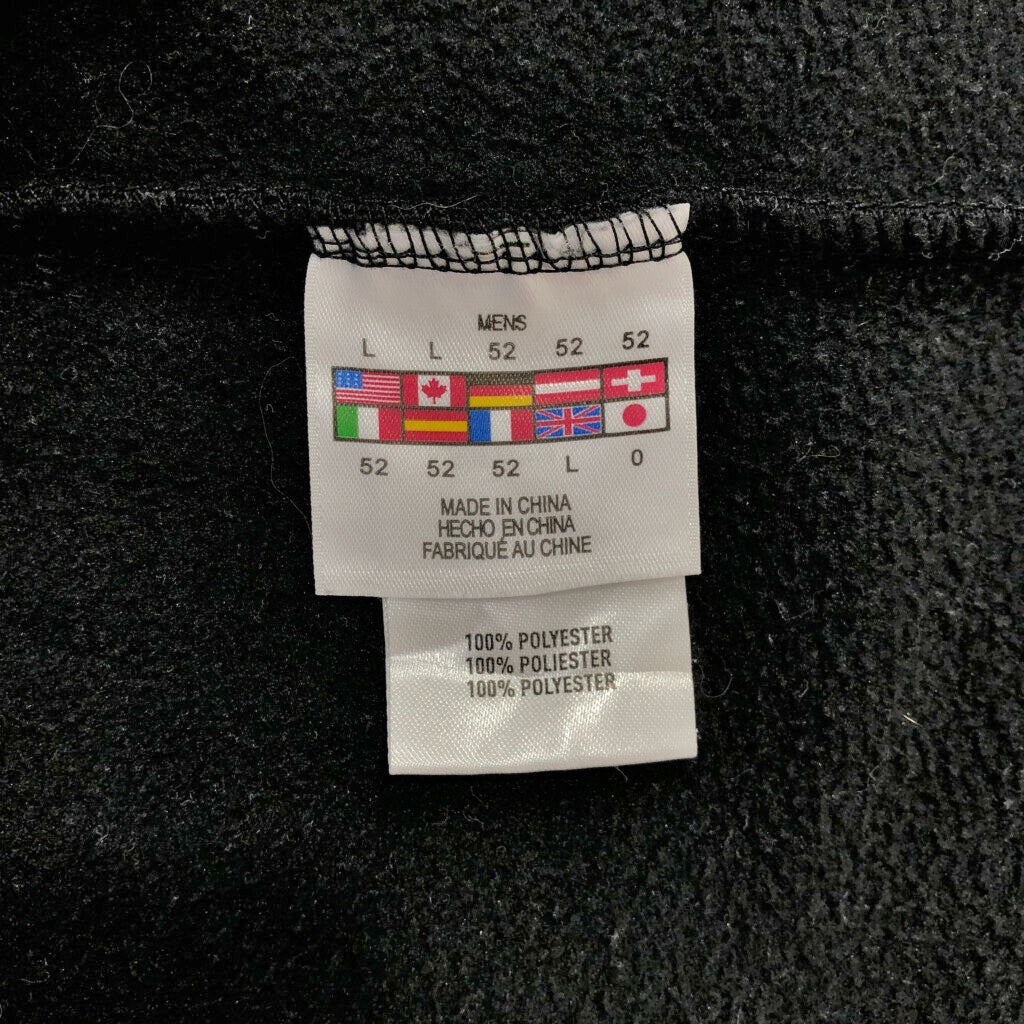 MENS
L L 52 52 52
52 52 52 L 0
MADE IN CHINA
HECHO EN CHINA
FABRIQUÉ AU CHINE
100% POLYESTER
100% POLIESTER
100% POLYESTER